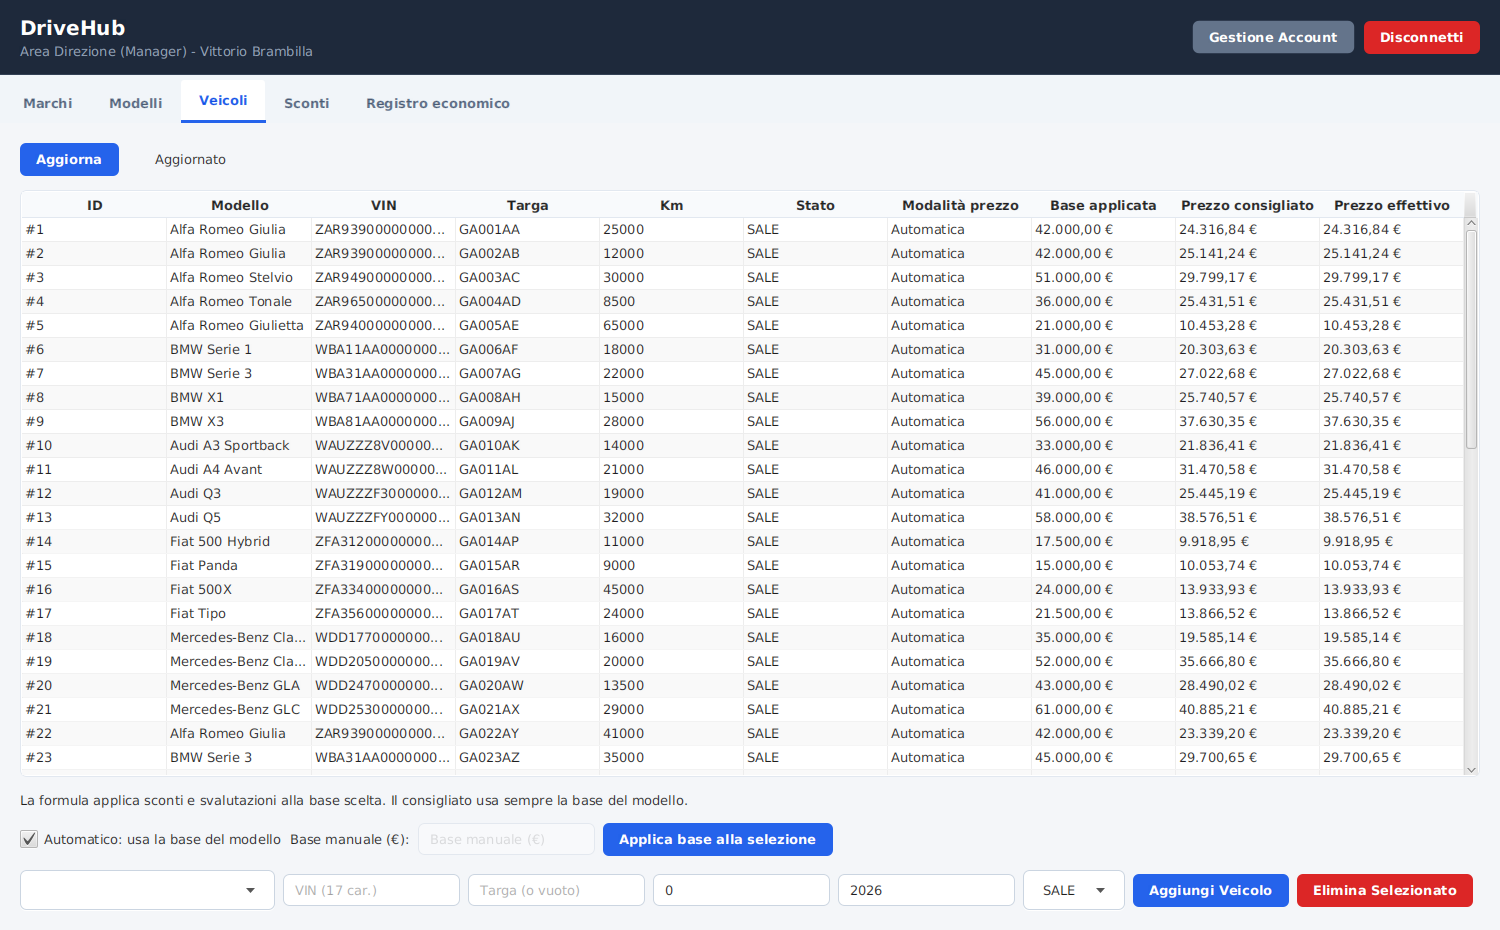 DriveHub
Area Direzione (Manager) - Vittorio Brambilla
Gestione Account
Disconnetti
Marchi Modelli Veicoli Sconti Registro economico
Aggiorna Aggiornato
ID Modello VIN Targa Km Stato Modalità prezzo Base applicata Prezzo consigliato Prezzo effettivo
#1 Alfa Romeo Giulia ZAR93900000000... GA001AA 25000 SALE Automatica 42.000,00 € 24.316,84 € 24.316,84 €
#2 Alfa Romeo Giulia ZAR93900000000... GA002AB 12000 SALE Automatica 42.000,00 € 25.141,24 € 25.141,24 €
#3 Alfa Romeo Stelvio ZAR94900000000... GA003AC 30000 SALE Automatica 51.000,00 € 29.799,17 € 29.799,17 €
#4 Alfa Romeo Tonale ZAR96500000000... GA004AD 8500 SALE Automatica 36.000,00 € 25.431,51 € 25.431,51 €
#5 Alfa Romeo Giulietta ZAR94000000000... GA005AE 65000 SALE Automatica 21.000,00 € 10.453,28 € 10.453,28 €
#6 BMW Serie 1 WBA11AA0000000... GA006AF 18000 SALE Automatica 31.000,00 € 20.303,63 € 20.303,63 €
#7 BMW Serie 3 WBA31AA0000000... GA007AG 22000 SALE Automatica 45.000,00 € 27.022,68 € 27.022,68 €
#8 BMW X1 WBA71AA0000000... GA008AH 15000 SALE Automatica 39.000,00 € 25.740,57 € 25.740,57 €
#9 BMW X3 WBA81AA0000000... GA009AJ 28000 SALE Automatica 56.000,00 € 37.630,35 € 37.630,35 €
#10 Audi A3 Sportback WAUZZZ8V00000... GA010AK 14000 SALE Automatica 33.000,00 € 21.836,41 € 21.836,41 €
#11 Audi A4 Avant WAUZZZ8W00000... GA011AL 21000 SALE Automatica 46.000,00 € 31.470,58 € 31.470,58 €
#12 Audi Q3 WAUZZZF3000000... GA012AM 19000 SALE Automatica 41.000,00 € 25.445,19 € 25.445,19 €
#13 Audi Q5 WAUZZZFY000000... GA013AN 32000 SALE Automatica 58.000,00 € 38.576,51 € 38.576,51 €
#14 Fiat 500 Hybrid ZFA31200000000... GA014AP 11000 SALE Automatica 17.500,00 € 9.918,95 € 9.918,95 €
#15 Fiat Panda ZFA31900000000... GA015AR 9000 SALE Automatica 15.000,00 € 10.053,74 € 10.053,74 €
#16 Fiat 500X ZFA33400000000... GA016AS 45000 SALE Automatica 24.000,00 € 13.933,93 € 13.933,93 €
#17 Fiat Tipo ZFA35600000000... GA017AT 24000 SALE Automatica 21.500,00 € 13.866,52 € 13.866,52 €
#18 Mercedes-Benz Cla... WDD1770000000... GA018AU 16000 SALE Automatica 35.000,00 € 19.585,14 € 19.585,14 €
#19 Mercedes-Benz Cla... WDD2050000000... GA019AV 20000 SALE Automatica 52.000,00 € 35.666,80 € 35.666,80 €
#20 Mercedes-Benz GLA WDD2470000000... GA020AW 13500 SALE Automatica 43.000,00 € 28.490,02 € 28.490,02 €
#21 Mercedes-Benz GLC WDD2530000000... GA021AX 29000 SALE Automatica 61.000,00 € 40.885,21 € 40.885,21 €
#22 Alfa Romeo Giulia ZAR93900000000... GA022AY 41000 SALE Automatica 42.000,00 € 23.339,20 € 23.339,20 €
#23 BMW Serie 3 WBA31AA0000000... GA023AZ 35000 SALE Automatica 45.000,00 € 29.700,65 € 29.700,65 €
La formula applica sconti e svalutazioni alla base scelta. Il consigliato usa sempre la base del modello.
Automatico: usa la base del modello Base manuale (€): Base manuale (€) Applica base alla selezione
VIN (17 car.) Targa (o vuoto) 0 2026 SALE Aggiungi Veicolo Elimina Selezionato